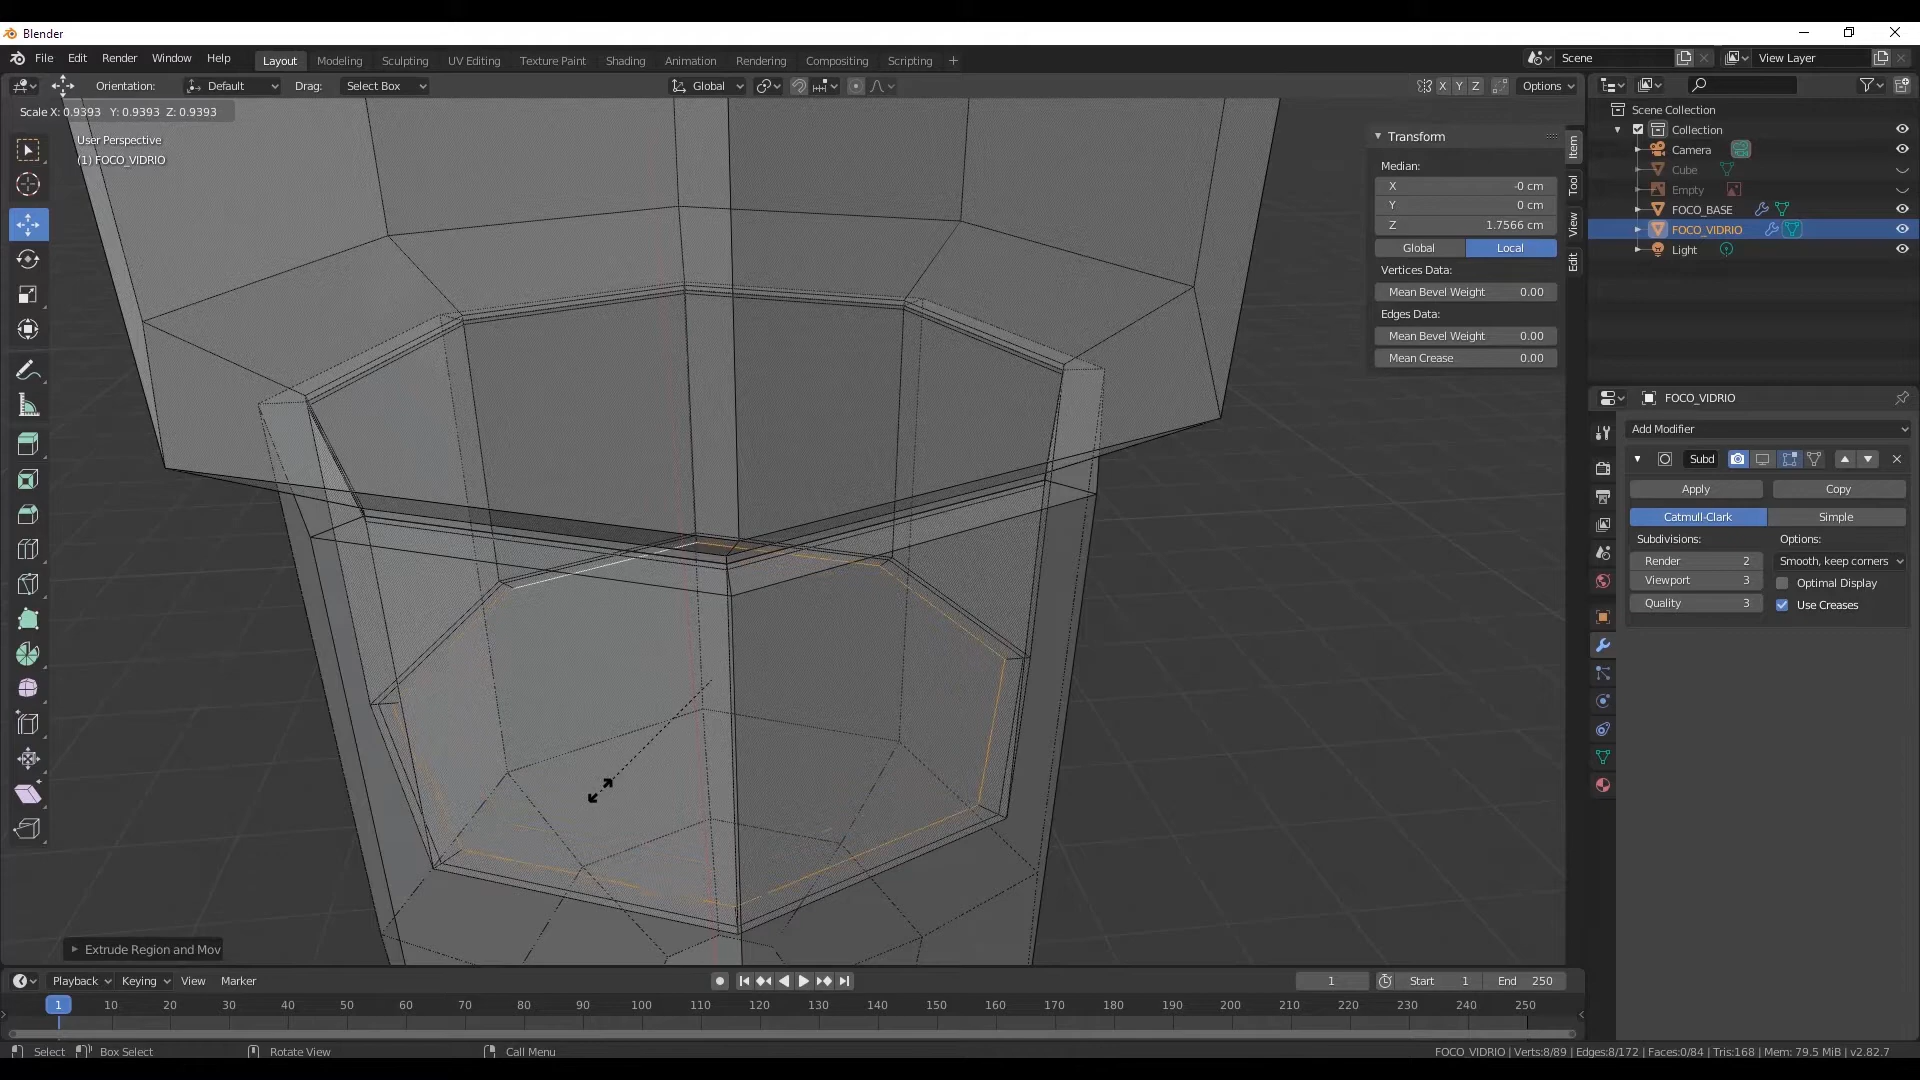 Blender
File Edit Render Window Help Layout Modeling Sculpting UV Editing Texture Paint Shading Animation Rendering Compositing Scripting + Scene View Layer
Orientation: Default Drag: Select Box Global X Y Z Options
Scale X: 0.9393 Y: 0.9393 Z: 0.9393
User Perspective
(1) FOCO_VIDRIO
Transform
Median:
X -0 cm
Y 0 cm
Z 1.7566 cm
Global Local
Vertices Data:
Mean Bevel Weight 0.00
Edges Data:
Mean Bevel Weight 0.00
Mean Crease 0.00
Item
Tool
View
Edit
Scene Collection
Collection
Camera
Cube
Empty
FOCO_BASE
FOCO_VIDRIO
Light
FOCO_VIDRIO
Add Modifier
Subd
Apply Copy
Catmull-Clark Simple
Subdivisions: Options:
Render 2 Smooth, keep corners
Viewport 3 Optimal Display
Quality 3 Use Creases
Extrude Region and Mov
Playback Keying View Marker 1 Start 1 End 250
1 10 20 30 40 50 60 70 80 90 100 110 120 130 140 150 160 170 180 190 200 210 220 230 240 250
Select Box Select Rotate View Call Menu FOCO_VIDRIO | Verts:8/89 | Edges:8/172 | Faces:0/84 | Tris:168 | Mem: 79.5 MiB | v2.82.7